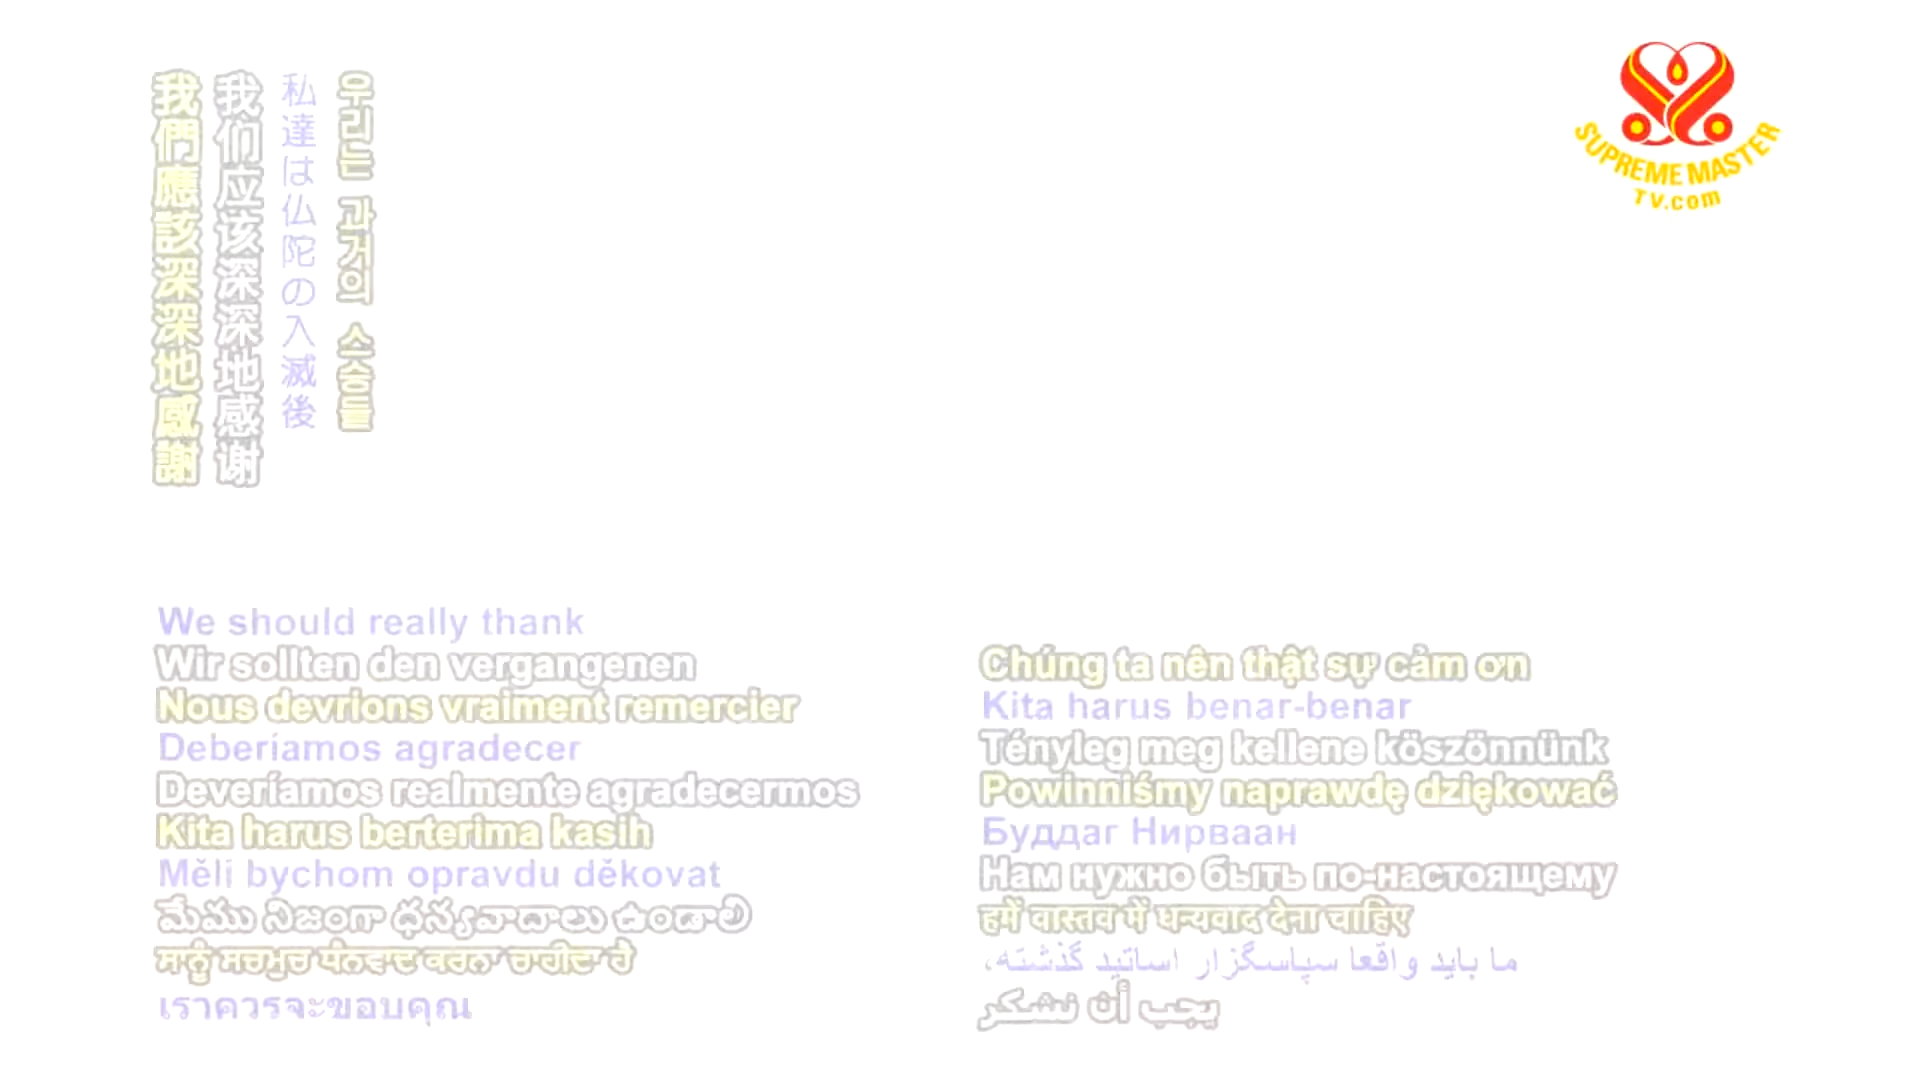 我們應該深深地感謝
我们应该深深地感谢
私達は仏陀の入滅後
우리는 과거의 스승들
SUPREME MASTER
TV.com
We should really thank
Wir sollten den vergangenen
Nous devrions vraiment remercier
Deberíamos agradecer
Deveríamos realmente agradecermos
Kita harus berterima kasih
Měli bychom opravdu děkovat
మేము నిజంగా ధన్యవాదాలు ఉండాలి
ਸਾਨੂੰ ਸਚਮੁਚ ਧੰਨਵਾਦ ਕਰਨਾ ਚਾਹੀਦਾ ਹੈ
เราควรจะขอบคุณ
Chúng ta nên thật sự cảm ơn
Kita harus benar-benar
Tényleg meg kellene köszönnünk
Powinniśmy naprawdę dziękować
Буддаг Нирваан
Нам нужно быть по-настоящему
हमें वास्तव में धन्यवाद देना चाहिए
ما باید واقعا سپاسگزار اساتید گذشته،
يجب أن نشكر